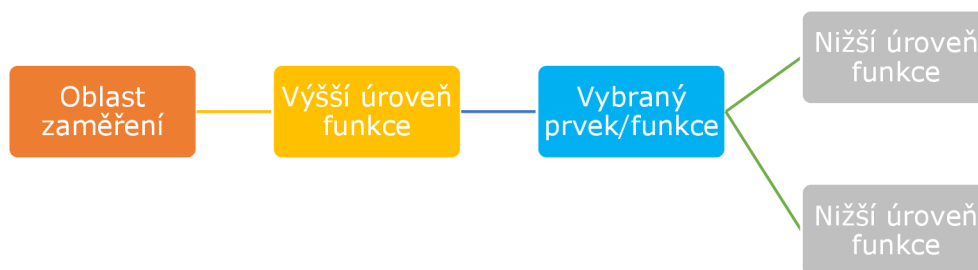 Oblast
zaměření
Výšší úroveň
funkce
Vybraný
prvek/funkce
Nižší úroveň
funkce
Nižší úroveň
funkce